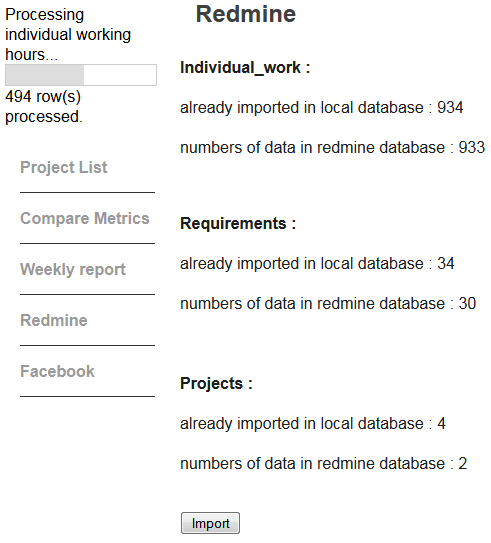 Processing
individual working
hours...
494 row(s)
processed.
Project List
Compare Metrics
Weekly report
Redmine
Facebook
Redmine
Individual_work :
already imported in local database : 934
numbers of data in redmine database : 933
Requirements :
already imported in local database : 34
numbers of data in redmine database : 30
Projects :
already imported in local database : 4
numbers of data in redmine database : 2
Import